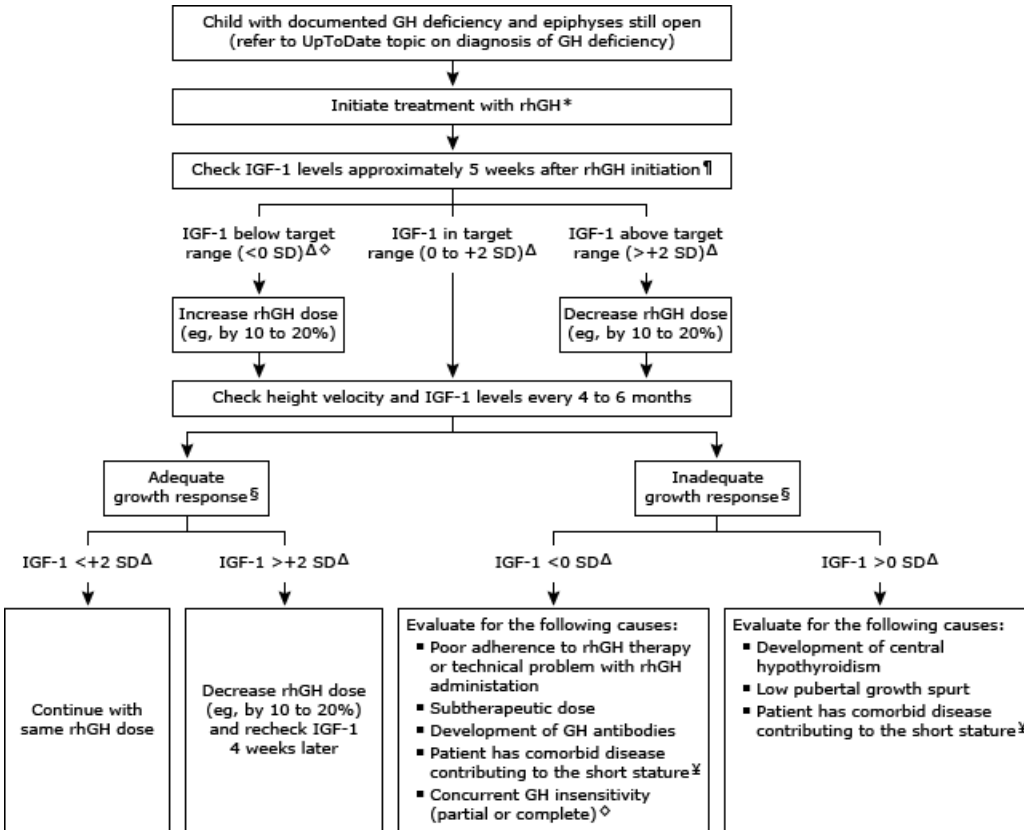 Child with documented GH deficiency and epiphyses still open
(refer to UpToDate topic on diagnosis of GH deficiency)
Initiate treatment with rhGH*
Check IGF-1 levels approximately 5 weeks after rhGH initiation¶
IGF-1 below target
range (<0 SD)Δ◇
IGF-1 in target
range (0 to +2 SD)Δ
IGF-1 above target
range (>+2 SD)Δ
Increase rhGH dose
(eg, by 10 to 20%)
Decrease rhGH dose
(eg, by 10 to 20%)
Check height velocity and IGF-1 levels every 4 to 6 months
Adequate
growth response§
Inadequate
growth response§
IGF-1 <+2 SDΔ
IGF-1 >+2 SDΔ
IGF-1 <0 SDΔ
IGF-1 >0 SDΔ
Continue with
same rhGH dose
Decrease rhGH dose
(eg, by 10 to 20%)
and recheck IGF-1
4 weeks later
Evaluate for the following causes:
▪ Poor adherence to rhGH therapy
or technical problem with rhGH
administation
▪ Subtherapeutic dose
▪ Development of GH antibodies
▪ Patient has comorbid disease
contributing to the short stature¥
▪ Concurrent GH insensitivity
(partial or complete)◇
Evaluate for the following causes:
▪ Development of central
hypothyroidism
▪ Low pubertal growth spurt
▪ Patient has comorbid disease
contributing to the short stature¥